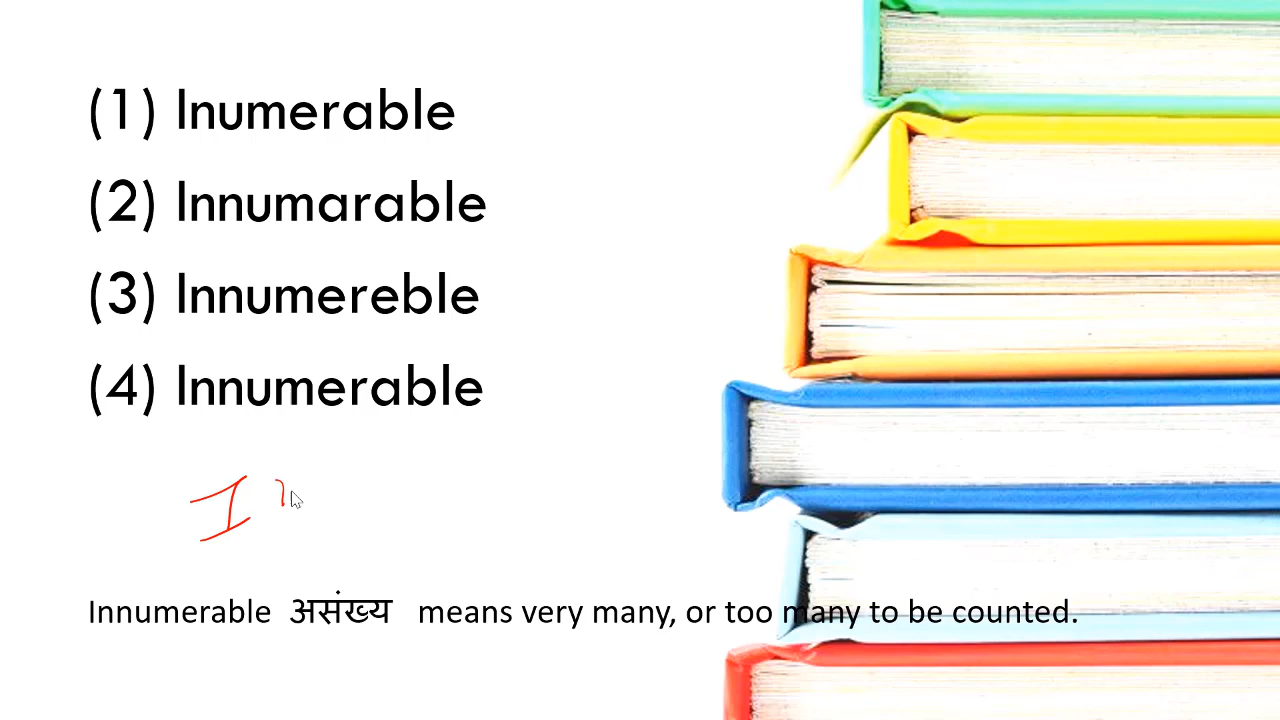 (1) Inumerable
(2) Innumarable
(3) Innumereble
(4) Innumerable
I
Innumerable असंख्य means very many, or too many to be counted.